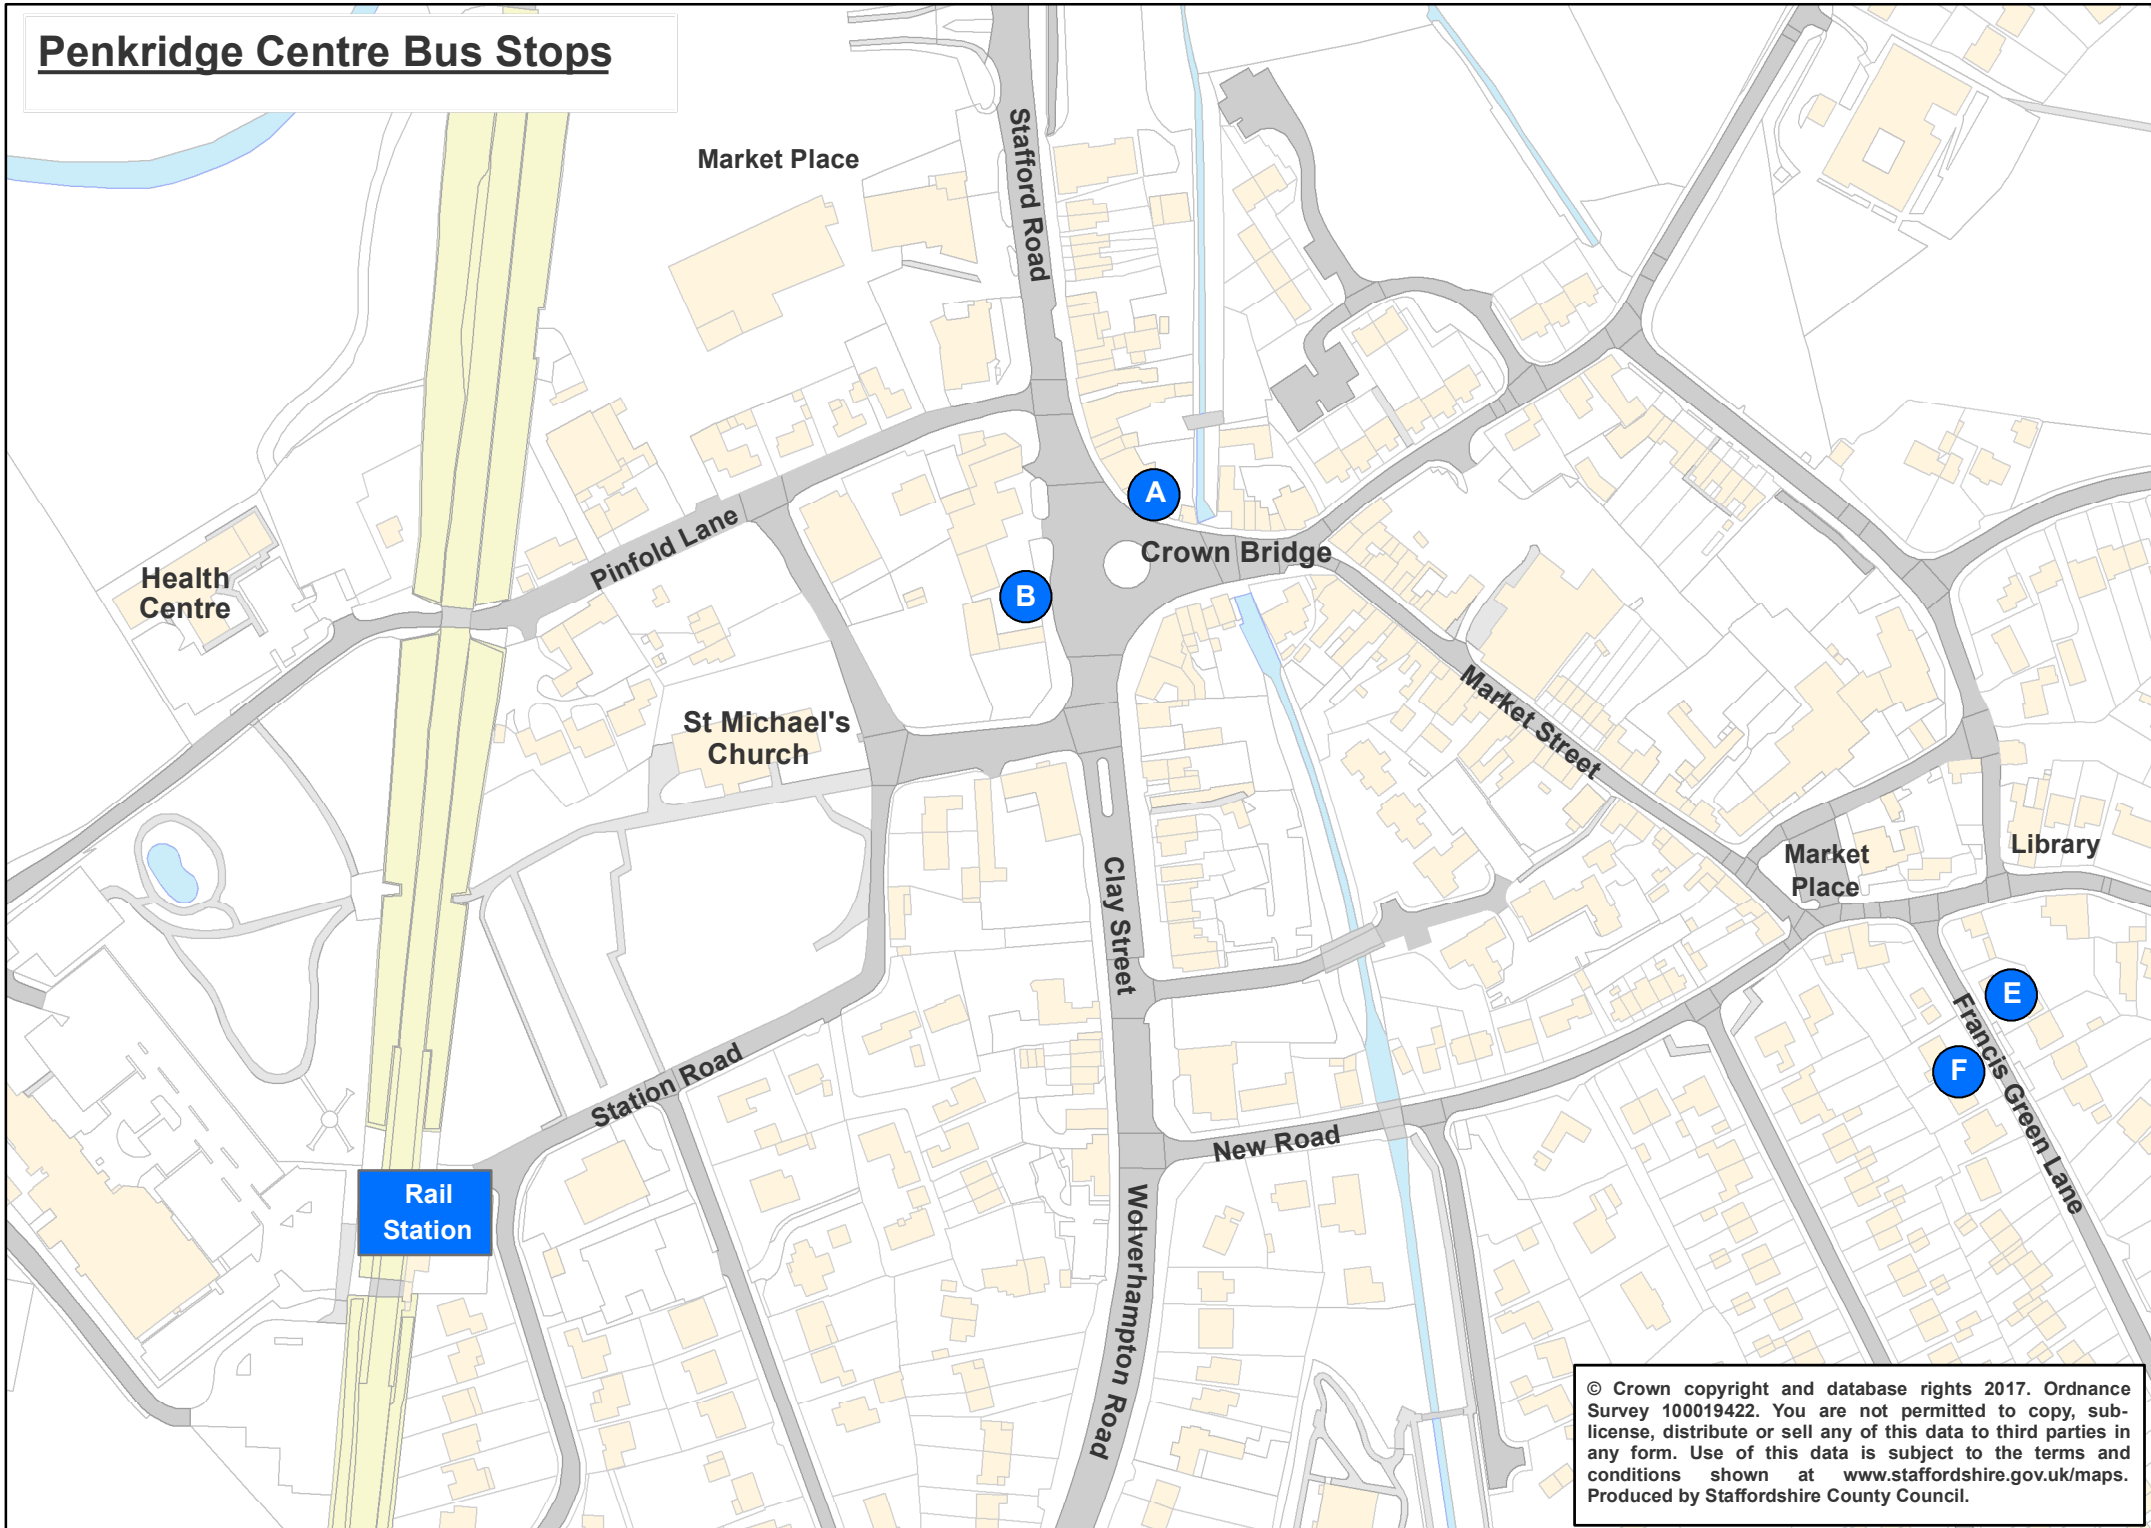 Penkridge Centre Bus Stops
Market Place
Stafford Road
A
Crown Bridge
Pinfold Lane
Health
Centre
B
Market Street
St Michael's
Church
Market
Place
Library
Clay Street
E
Francis Green Lane
F
Station Road
New Road
Rail
Station
Wolverhampton Road
© Crown copyright and database rights 2017. Ordnance
Survey 100019422. You are not permitted to copy, sub-
license, distribute or sell any of this data to third parties in
any form. Use of this data is subject to the terms and
conditions shown at www.staffordshire.gov.uk/maps.
Produced by Staffordshire County Council.